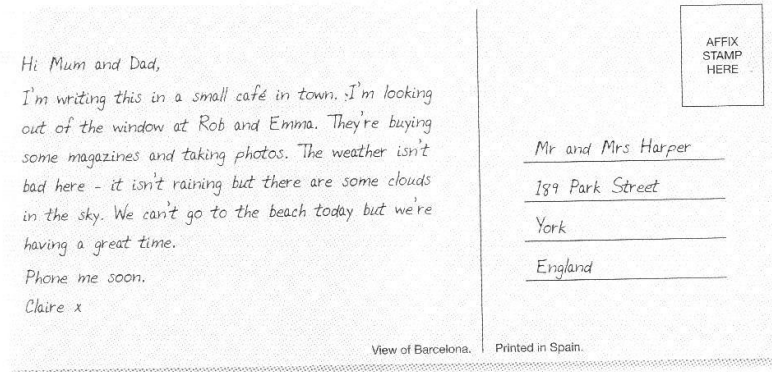 Hi Mum and Dad,
I'm writing this in a small café in town. I'm looking
out of the window at Rob and Emma. They're buying
some magazines and taking photos. The weather isn't
bad here - it isn't raining but there are some clouds
in the sky. We can't go to the beach today but we're
having a great time.
Phone me soon.
Claire x
View of Barcelona.
AFFIX
STAMP
HERE
Mr and Mrs Harper
189 Park Street
York
England
Printed in Spain.